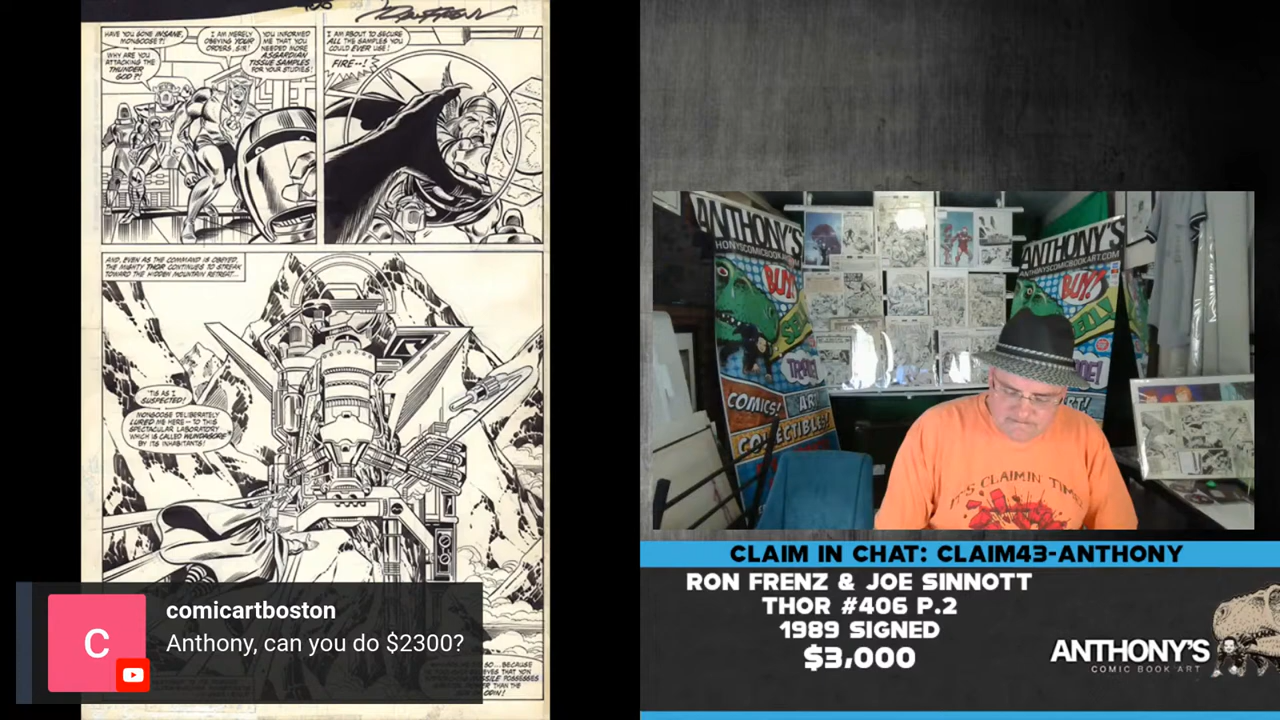 HAVE YOU GONE INSANE,
MONGOOSE?!
WHY ARE YOU
ATTACKING THE
THUNDER
GOD?!
I AM MERELY
OBEYING YOUR
ORDERS, SIR!
YOU INFORMED
ME THAT YOU
NEEDED MORE
ASGARDIAN
TISSUE SAMPLES
FOR YOUR STUDIES!
I AM ABOUT TO SECURE
ALL THE SAMPLES YOU
COULD EVER USE!
FIRE--!
AND, EVEN AS THE COMMAND IS OBEYED,
THE MIGHTY THOR CONTINUES TO STREAK
TOWARD THE HIDDEN MOUNTAIN RETREAT...
'TIS AS I
SUSPECTED!
MONGOOSE DELIBERATELY
LURED ME HERE-- TO THIS
SPECTACULAR LABORATORY
WHICH IS CALLED WUNDAGORE
BY ITS INHABITANTS!
C
comicartboston
Anthony, can you do $2300?
ANTHONY'S
BUY!
SELL!
TRADE!
COMICS! ART
COLLECTIBLES!
ANTHONY'S
ANTHONYSCOMICBOOKART.COM
BUY!
IT'S CLAIMIN' TIME
CLAIM IN CHAT: CLAIM43-ANTHONY
RON FRENZ & JOE SINNOTT
THOR #406 P.2
1989 SIGNED
$3,000
ANTHONY'S
COMIC BOOK ART